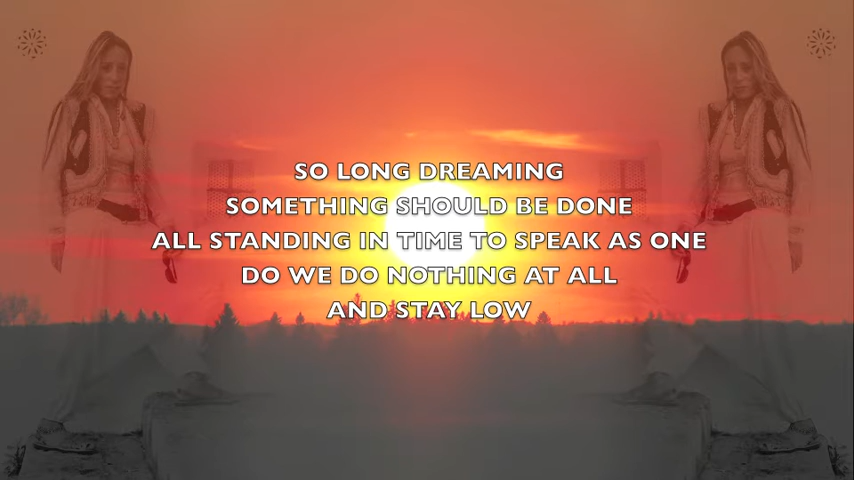 SO LONG DREAMING
SOMETHING SHOULD BE DONE
ALL STANDING IN TIME TO SPEAK AS ONE
DO WE DO NOTHING AT ALL
AND STAY LOW